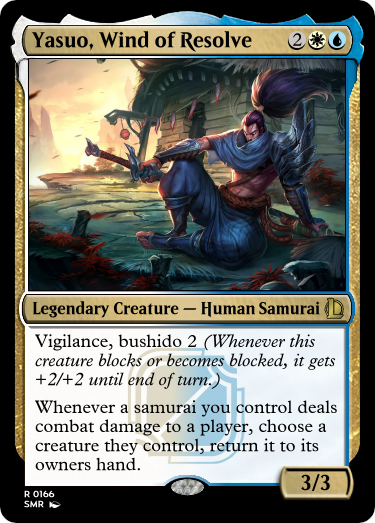 Yasuo, Wind of Resolve 2
Legendary Creature — Human Samurai
Vigilance, bushido 2 (Whenever this
creature blocks or becomes blocked, it gets
+2/+2 until end of turn.)
Whenever a samurai you control deals
combat damage to a player, choose a
creature they control, return it to its
owners hand.
3/3
R 0166
SMR